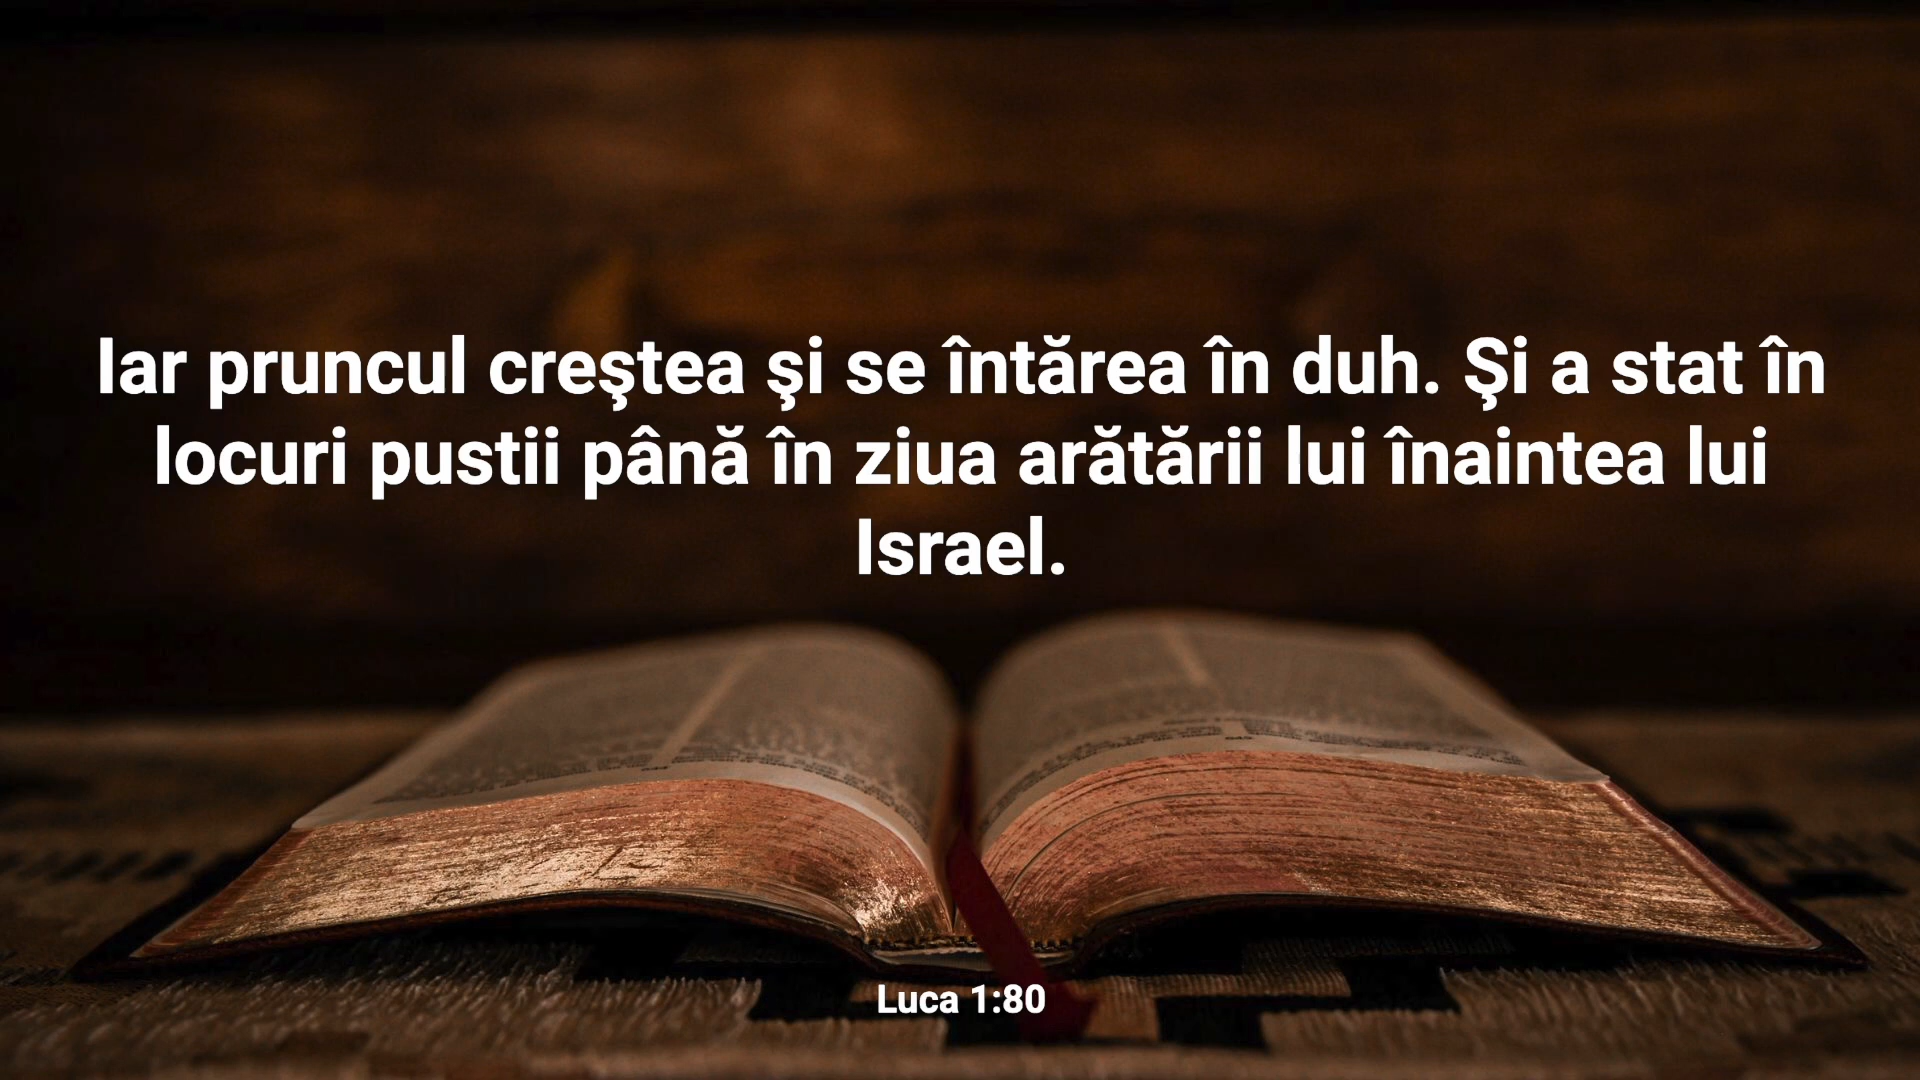 Iar pruncul creştea şi se întărea în duh. Şi a stat în
locuri pustii până în ziua arătării lui înaintea lui
Israel.
Luca 1:80